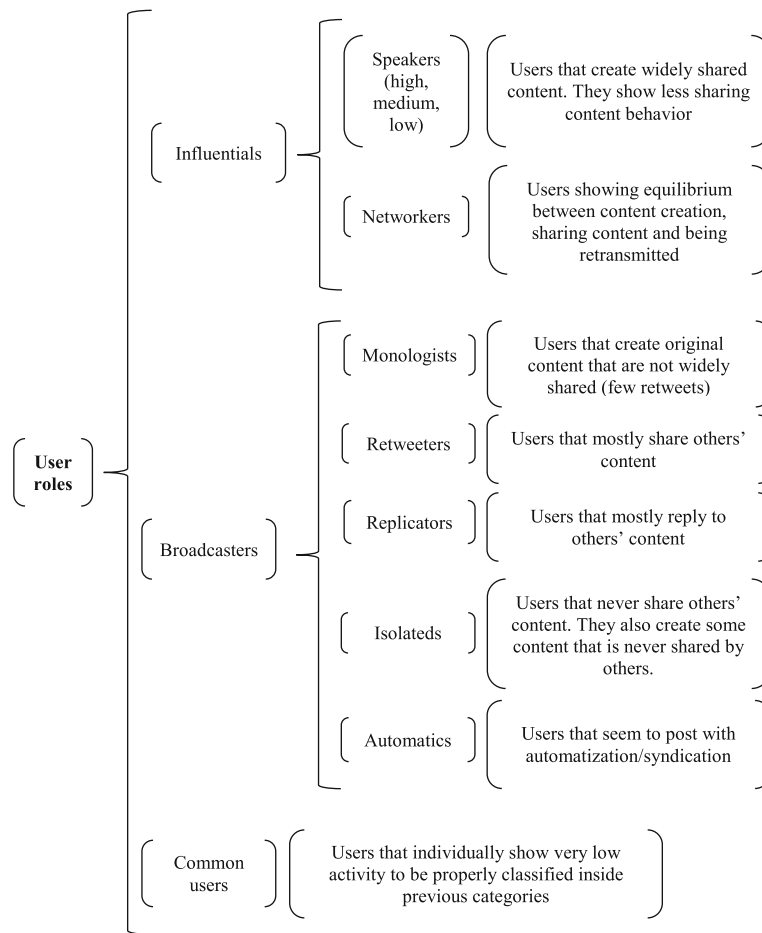 User
roles
Influentials
Speakers
(high,
medium,
low)
Users that create widely shared
content. They show less sharing
content behavior
Networkers
Users showing equilibrium
between content creation,
sharing content and being
retransmitted
Broadcasters
Monologists
Users that create original
content that are not widely
shared (few retweets)
Retweeters
Users that mostly share others’
content
Replicators
Users that mostly reply to
others’ content
Isolateds
Users that never share others’
content. They also create some
content that is never shared by
others.
Automatics
Users that seem to post with
automatization/syndication
Common
users
Users that individually show very low
activity to be properly classified inside
previous categories